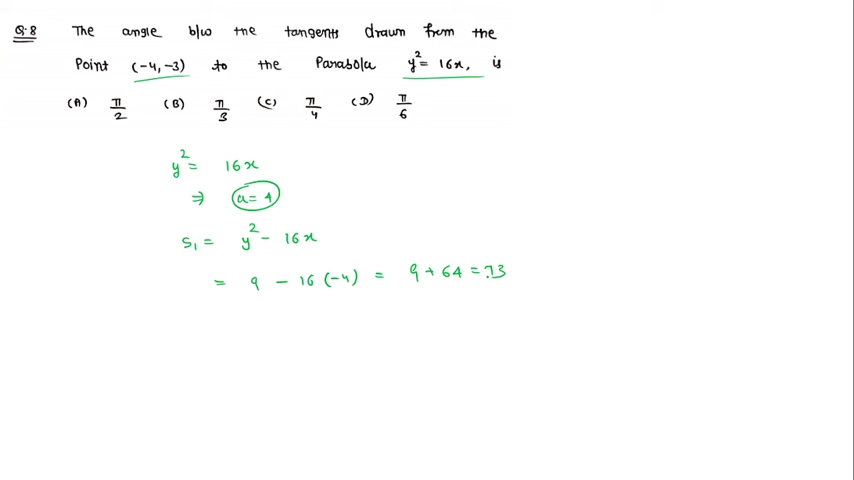 Q.8 The angle b/w the tangents drawn from the
Point (-4,-3) to the Parabola y² = 16x, is
(A) π/2 (B) π/3 (C) π/4 (D) π/6
y² = 16x
⇒ a = 4
S₁ = y² - 16x
= 9 - 16(-4) = 9 + 64 = 73